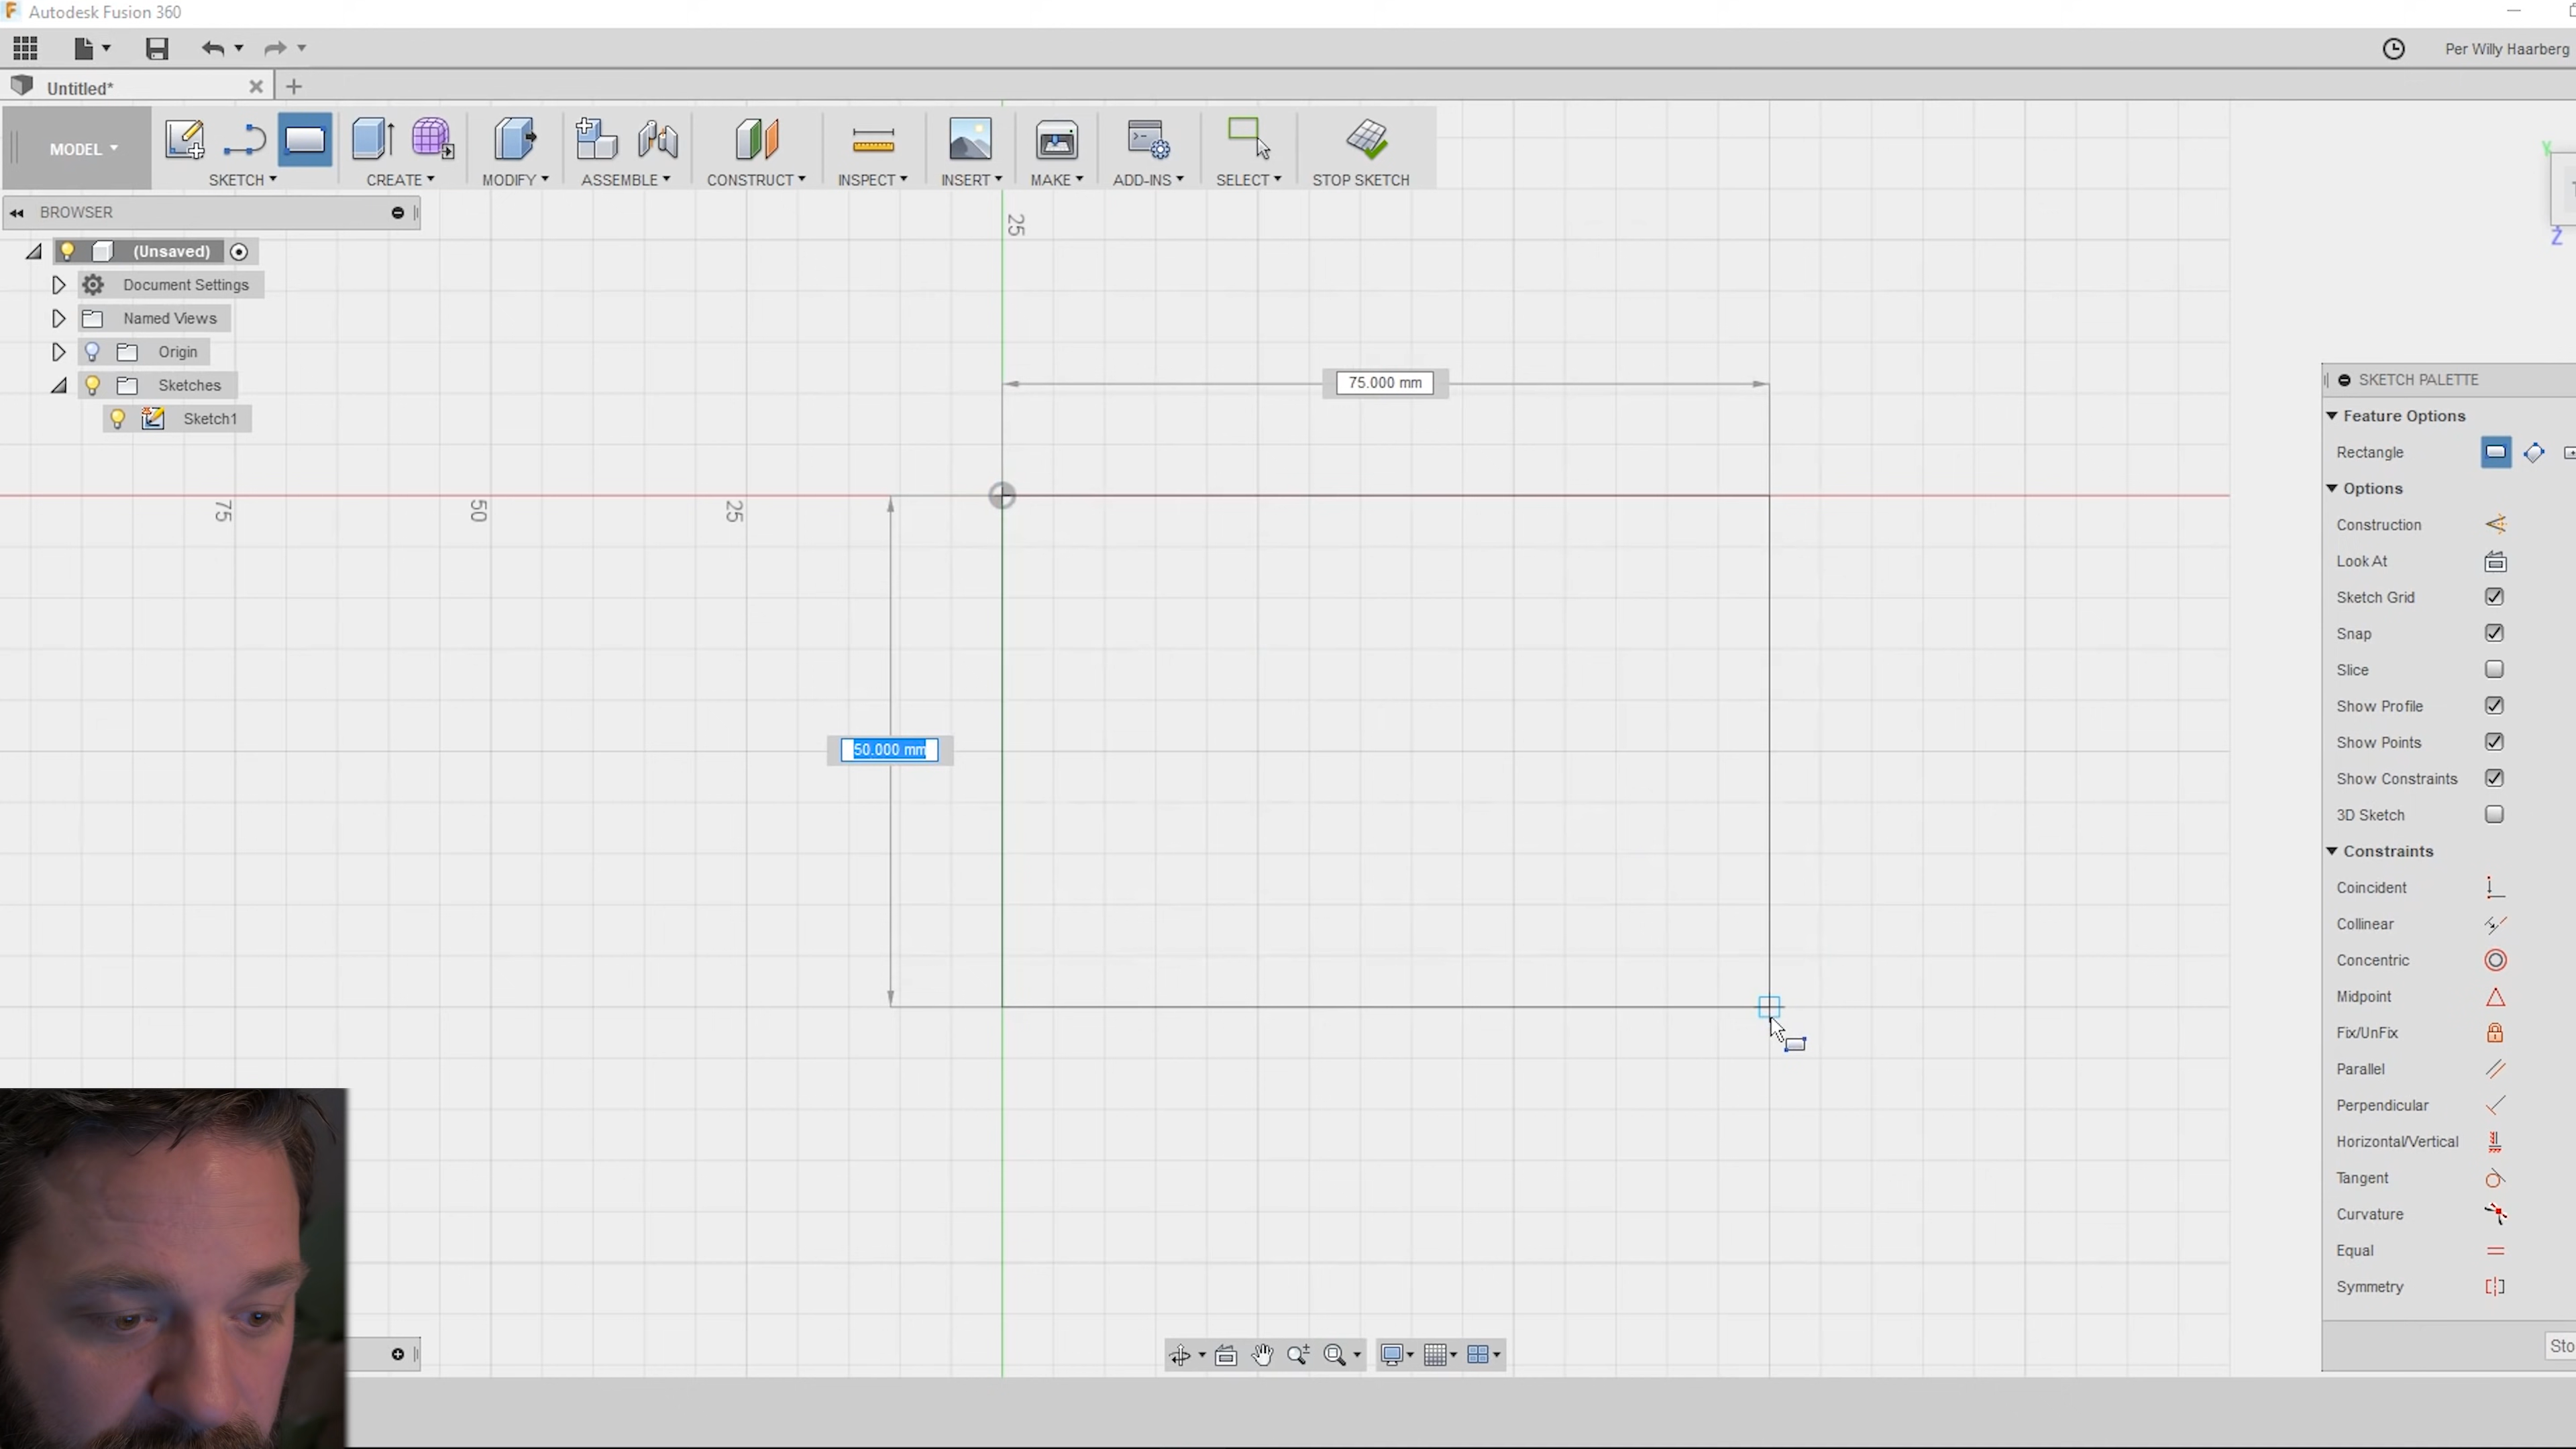 Autodesk Fusion 360
Per Willy Haarberg
Untitled*
MODEL
SKETCH
CREATE
MODIFY
ASSEMBLE
CONSTRUCT
INSPECT
INSERT
MAKE
ADD-INS
SELECT
STOP SKETCH
Y
Z
BROWSER
(Unsaved)
Document Settings
Named Views
Origin
Sketches
Sketch1
25
75.000 mm
75
50
25
50.000 mm
SKETCH PALETTE
Feature Options
Rectangle
Options
Construction
Look At
Sketch Grid
Snap
Slice
Show Profile
Show Points
Show Constraints
3D Sketch
Constraints
Coincident
Collinear
Concentric
Midpoint
Fix/UnFix
Parallel
Perpendicular
Horizontal/Vertical
Tangent
Curvature
Equal
Symmetry
Sto